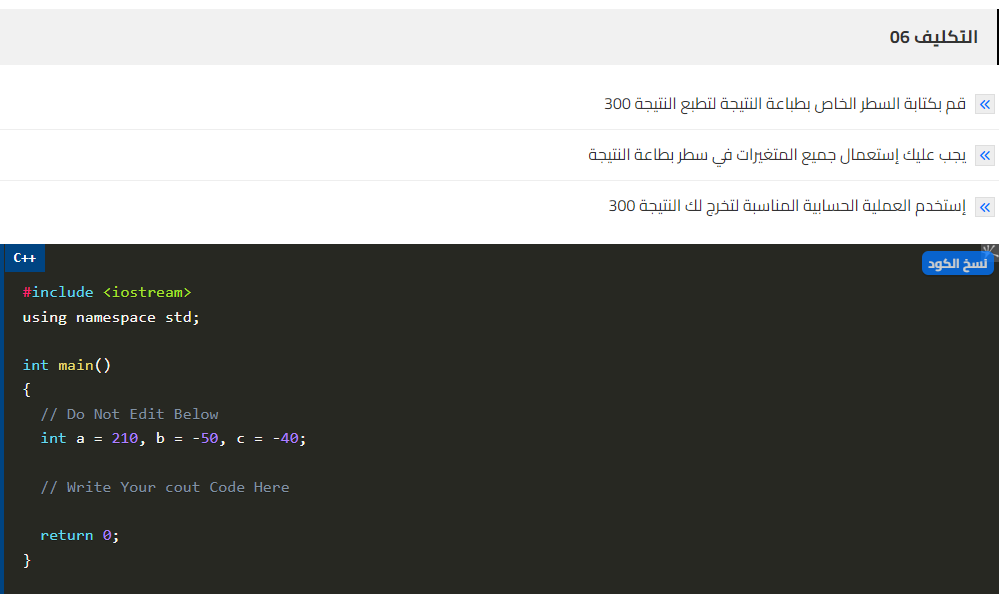 التكليف 06
» قم بكتابة السطر الخاص بطباعة النتيجة لتطبع النتيجة 300
» يجب عليك إستعمال جميع المتغيرات في سطر بطاعة النتيجة
» إستخدم العملية الحسابية المناسبة لتخرج لك النتيجة 300
C++
نسخ الكود
#include <iostream>
using namespace std;
int main()
{
// Do Not Edit Below
int a = 210, b = -50, c = -40;
// Write Your cout Code Here
return 0;
}